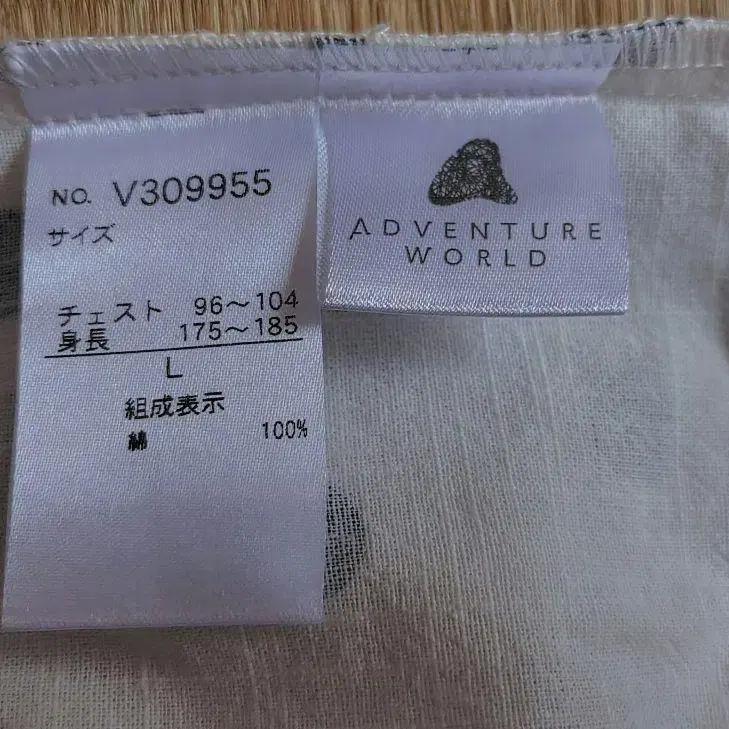 NO. V309955
サイズ
チェスト 96～104
身長 175～185
L
組成表示
綿 100%
ADVENTURE
WORLD